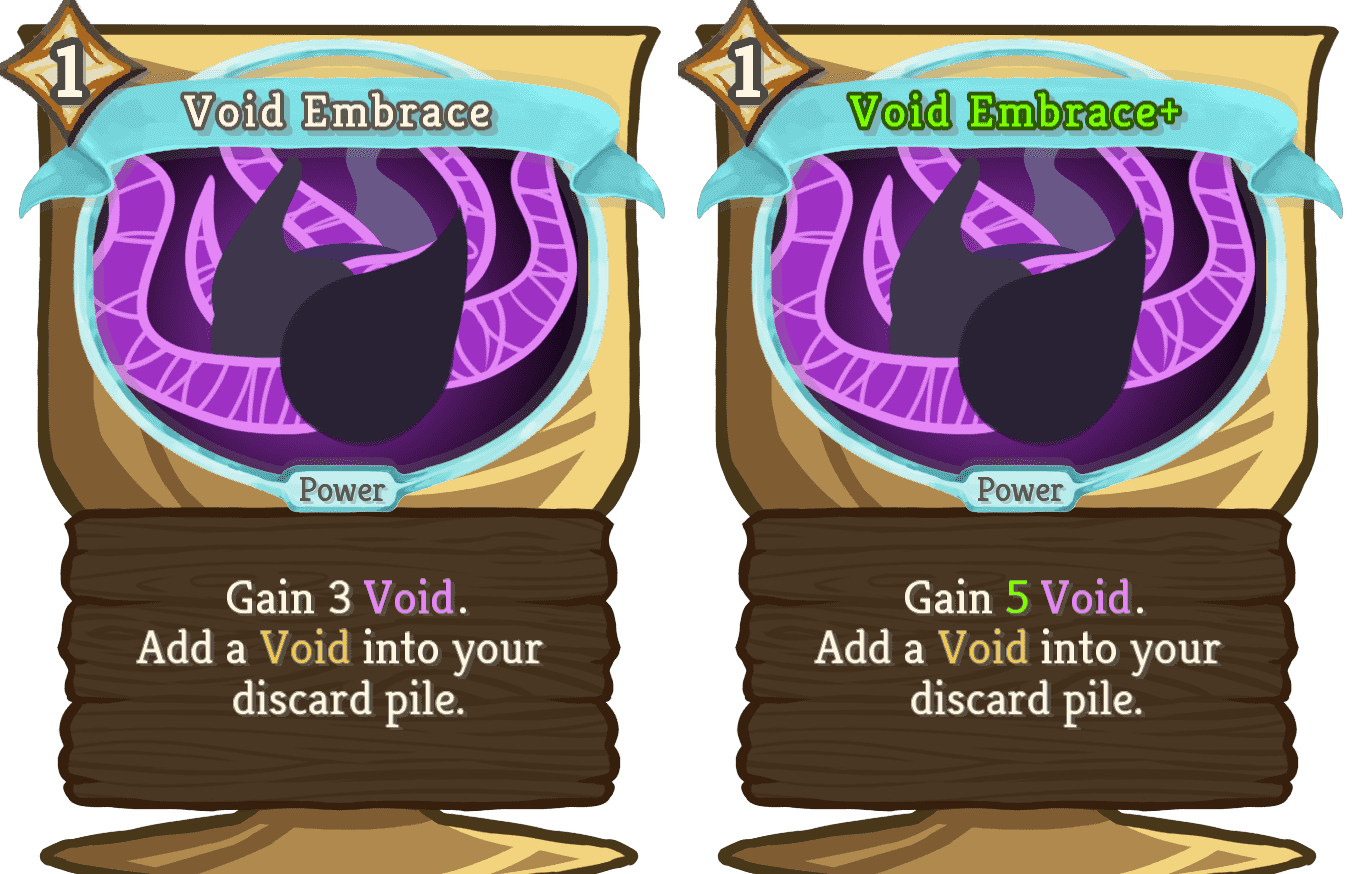 1
Void Embrace
Power
Gain 3 Void.
Add a Void into your
discard pile.
1
Void Embrace+
Power
Gain 5 Void.
Add a Void into your
discard pile.